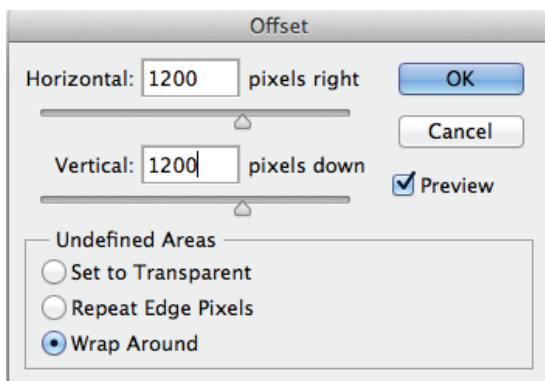 Offset
Horizontal: 1200 pixels right
OK
Cancel
Vertical: 1200 pixels down
Preview
Undefined Areas
Set to Transparent
Repeat Edge Pixels
Wrap Around